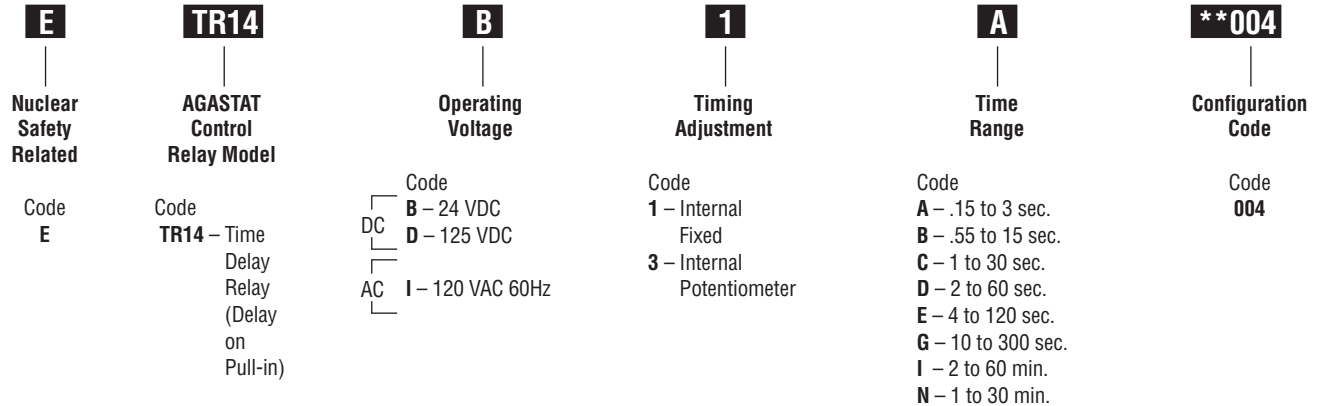 E TR14 B 1 A **004
Nuclear
Safety
Related
AGASTAT
Control
Relay Model
Operating
Voltage
Timing
Adjustment
Time
Range
Configuration
Code
Code
E
Code
TR14 – Time
Delay
Relay
(Delay
on
Pull-in)
Code
DC
B – 24 VDC
D – 125 VDC
AC
I – 120 VAC 60Hz
Code
1 – Internal
Fixed
3 – Internal
Potentiometer
Code
A – .15 to 3 sec.
B – .55 to 15 sec.
C – 1 to 30 sec.
D – 2 to 60 sec.
E – 4 to 120 sec.
G – 10 to 300 sec.
I – 2 to 60 min.
N – 1 to 30 min.
Code
004